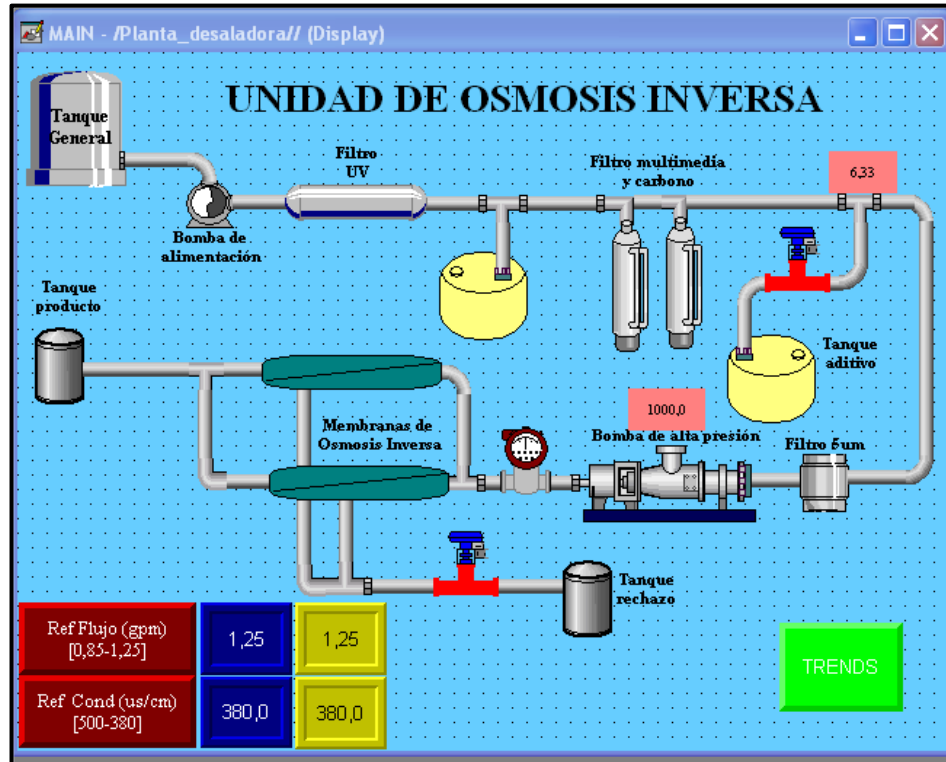 MAIN - /Planta_desaladora// (Display)
UNIDAD DE OSMOSIS INVERSA
Tanque
General
Filtro
UV
Filtro multimedía
y carbono
6,33
Bomba de
alimentación
Tanque
producto
Tanque
aditivo
1000,0
Bomba de alta presión
Filtro 5um
Membranas de
Osmosis Inversa
Tanque
rechazo
Ref Flujo (gpm)
[0,85-1,25]
1,25
1,25
TRENDS
Ref Cond (us/cm)
[500-380]
380,0
380,0